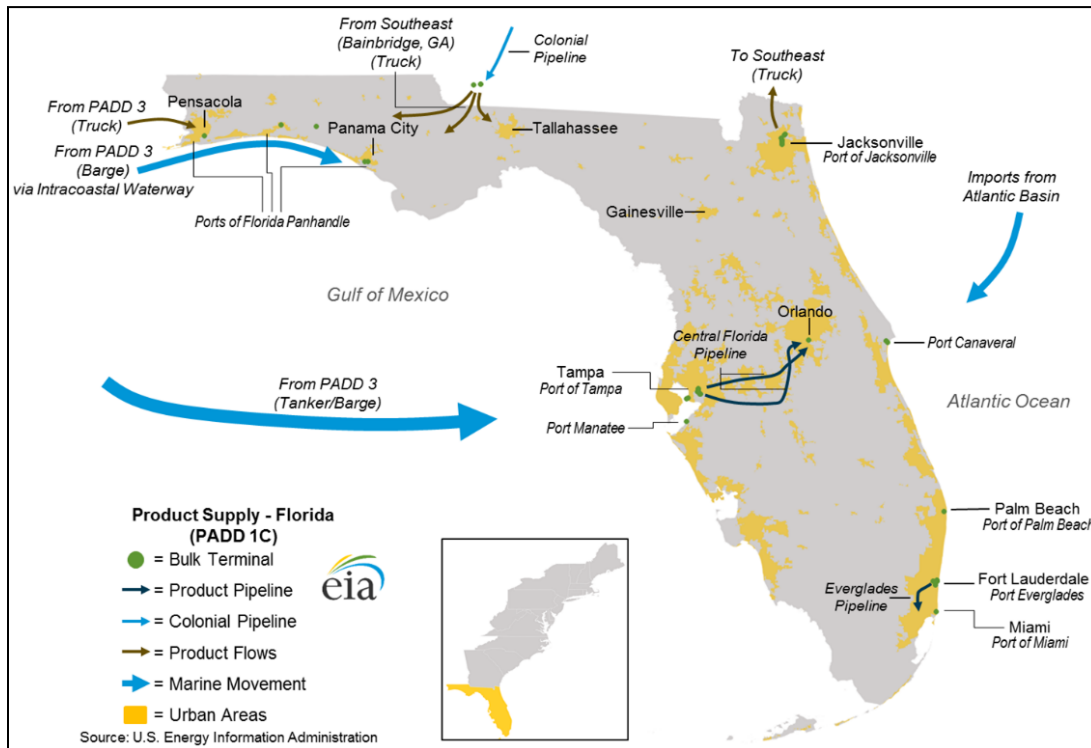 From Southeast
(Bainbridge, GA)
(Truck)
Colonial
Pipeline
To Southeast
(Truck)
From PADD 3
(Truck)
Pensacola
Panama City
Tallahassee
Jacksonville
Port of Jacksonville
From PADD 3
(Barge)
via Intracoastal Waterway
Ports of Florida Panhandle
Imports from
Atlantic Basin
Gainesville
Gulf of Mexico
Orlando
Central Florida
Pipeline
Port Canaveral
Tampa
Port of Tampa
From PADD 3
(Tanker/Barge)
Port Manatee
Atlantic Ocean
Palm Beach
Port of Palm Beach
Everglades
Pipeline
Fort Lauderdale
Port Everglades
Miami
Port of Miami
Product Supply - Florida
(PADD 1C)
= Bulk Terminal
= Product Pipeline
= Colonial Pipeline
= Product Flows
= Marine Movement
= Urban Areas
eia
Source: U.S. Energy Information Administration